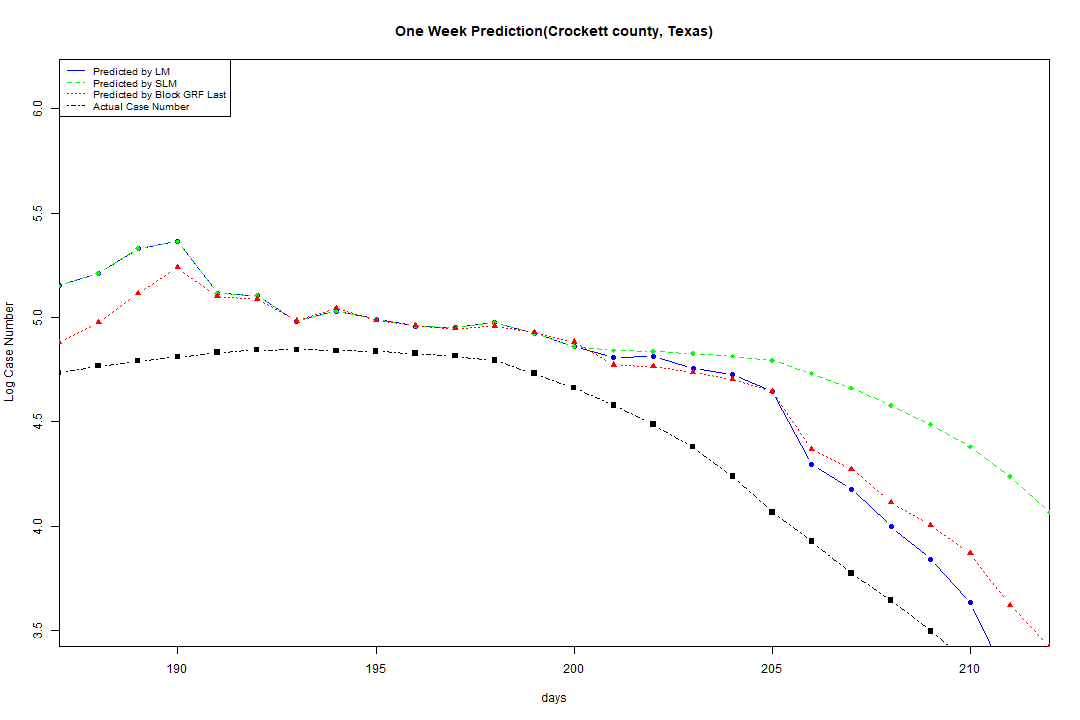 One Week Prediction(Crockett county, Texas)
Predicted by LM
Predicted by SLM
Predicted by Block GRF Last
Actual Case Number
Log Case Number
6.0
5.5
5.0
4.5
4.0
3.5
190 195 200 205 210
days